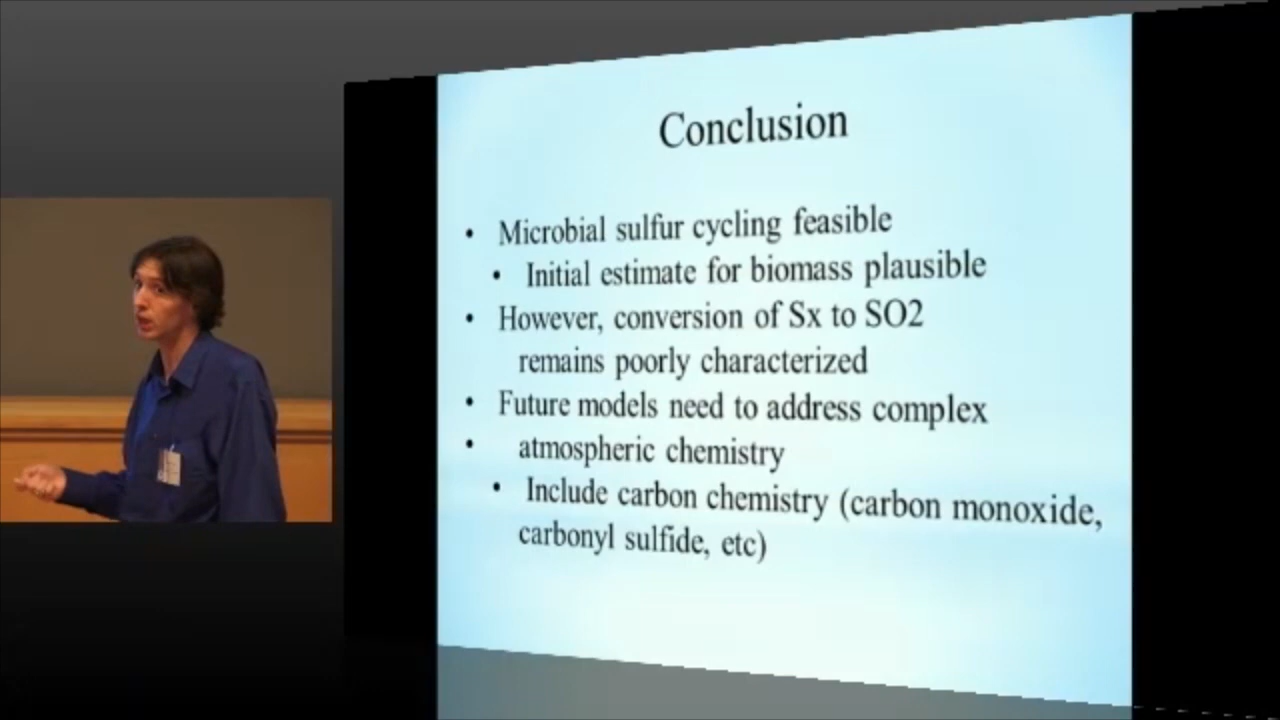 Conclusion
• Microbial sulfur cycling feasible
• Initial estimate for biomass plausible
• However, conversion of Sx to SO2
remains poorly characterized
• Future models need to address complex
• atmospheric chemistry
• Include carbon chemistry (carbon monoxide,
carbonyl sulfide, etc)